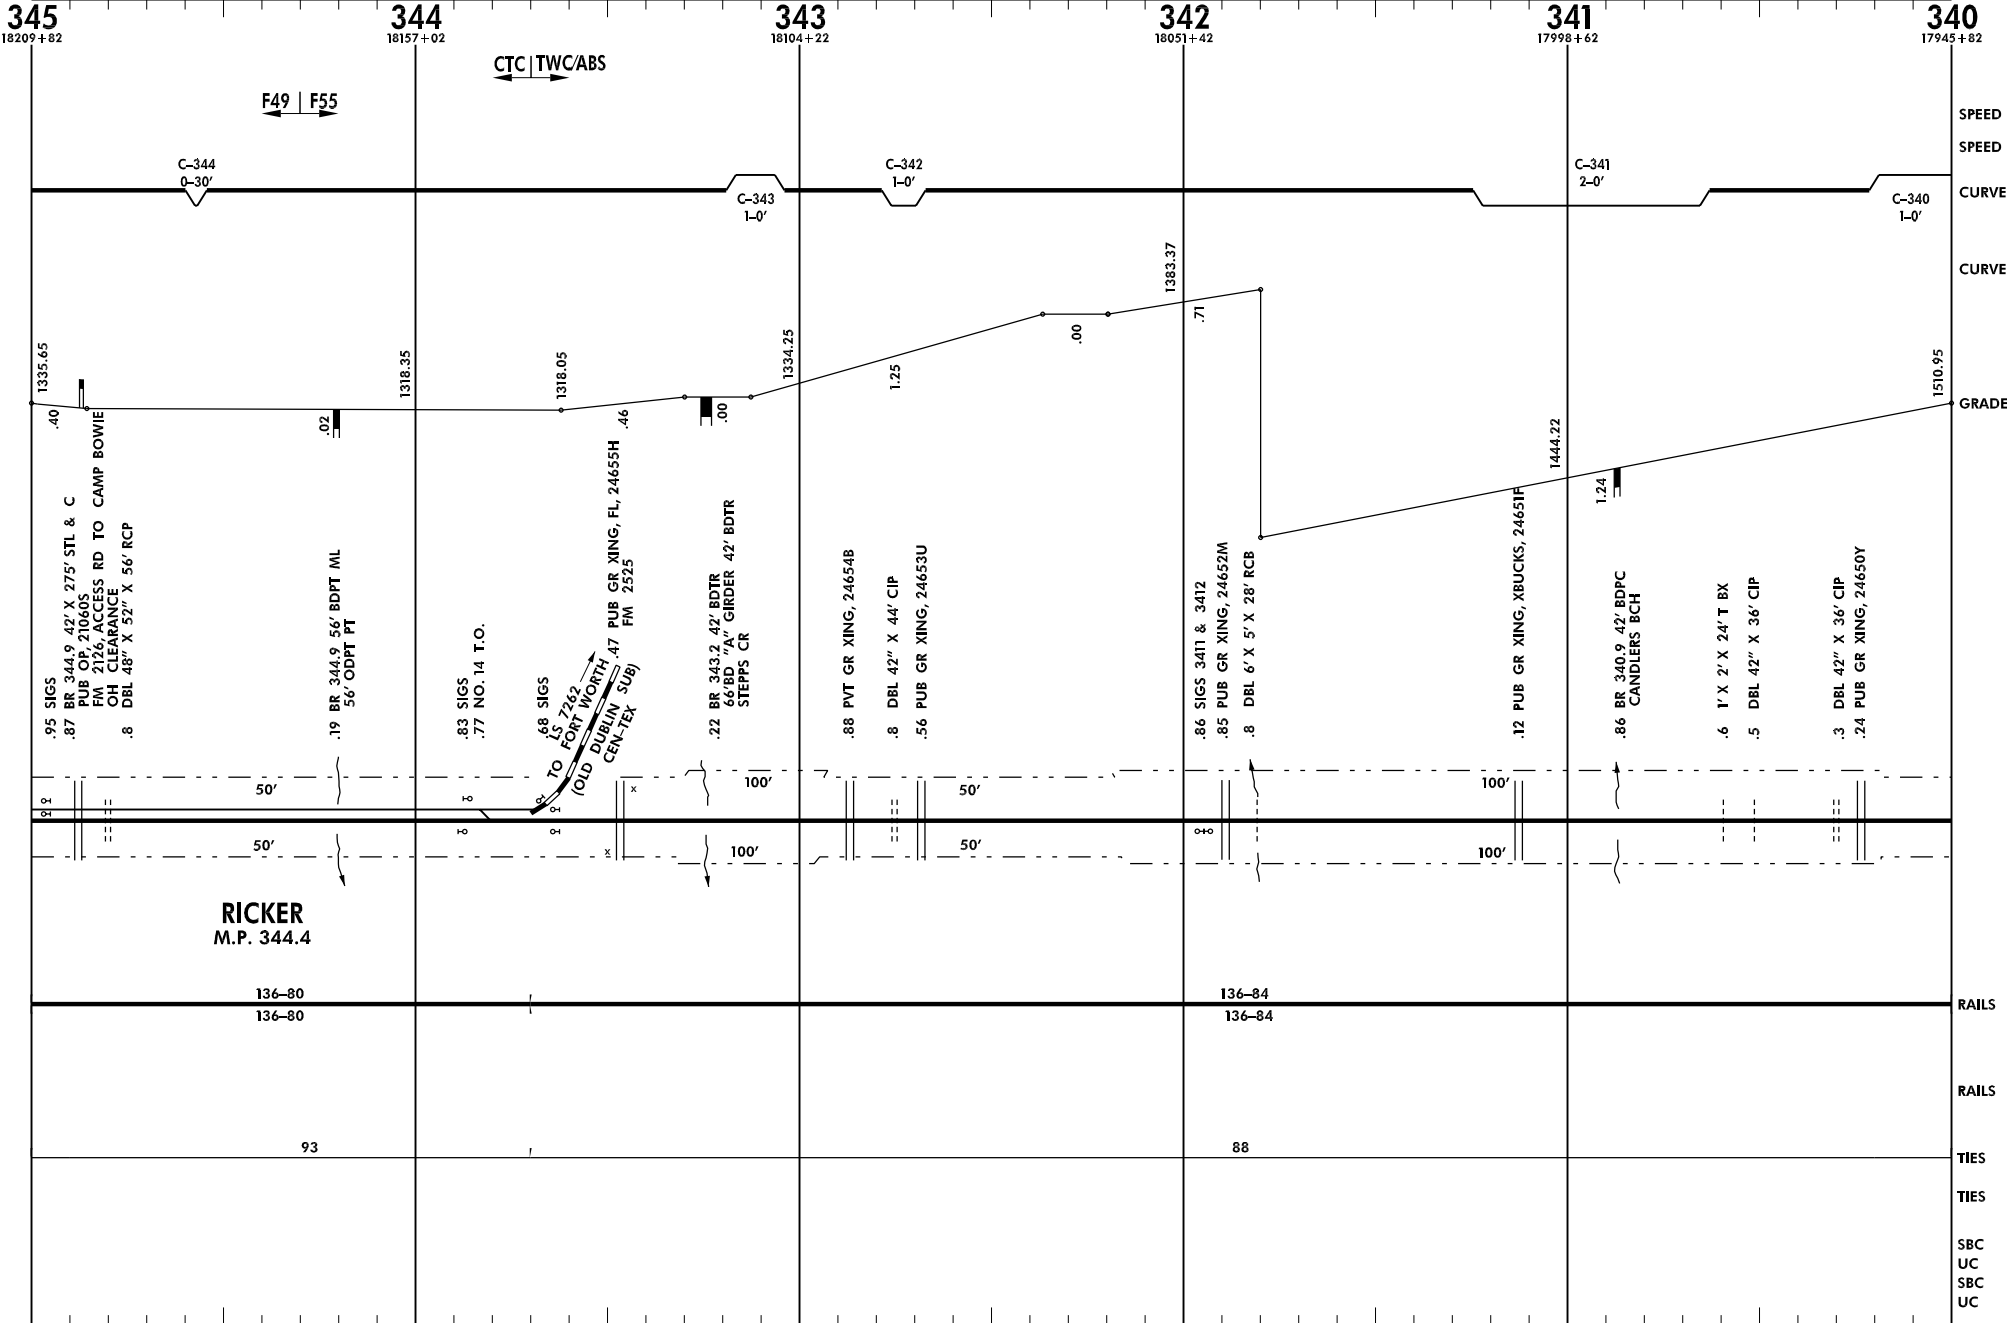 345 344 343 342 341 340
18209+82 18157+02 18104+22 18051+42 17998+62 17945+82
CTC TWC/ABS
F49 F55
SPEED
SPEED
C–344
0–30'
C–343
1–0'
C–342
1–0'
C–341
2–0'
C–340
1–0'
CURVE
CURVE
1335.65
.40
.02
1318.35
1318.05
.46
.00
1334.25
1.25
.00
1383.37
.71
1444.22
1.24
1510.95
GRADE
.95 SIGS
.87 BR 344.9 42' X 275' STL & C
PUB OP, 21060S
FM 2126, ACCESS RD TO CAMP BOWIE
OH CLEARANCE
.8 DBL 48" X 52" X 56' RCP
.19 BR 344.9 56' BDPT ML
56' ODPT PT
.83 SIGS
.77 NO. 14 T.O.
.68 SIGS
LS 7262
TO FORT WORTH
(OLD DUBLIN SUB)
CEN–TEX
.47 PUB GR XING, FL, 24655H
FM 2525
.22 BR 343.2 42' BDTR
66'BD "A" GIRDER 42' BDTR
STEPPS CR
.88 PVT GR XING, 24654B
.8 DBL 42" X 44' CIP
.56 PUB GR XING, 24653U
.86 SIGS 3411 & 3412
.85 PUB GR XING, 24652M
.8 DBL 6' X 5' X 28' RCB
.12 PUB GR XING, XBUCKS, 24651F
.86 BR 340.9 42' BDPC
CANDLERS BCH
.6 1' X 2' X 24' T BX
.5 DBL 42" X 36' CIP
.3 DBL 42" X 36' CIP
.24 PUB GR XING, 24650Y
50' 100' 50' 100'
x
50' 100' 50' 100'
x
RICKER
M.P. 344.4
136–80 136–84
RAILS
136–80 136–84
RAILS
93 88
TIES
TIES
SBC
UC
SBC
UC